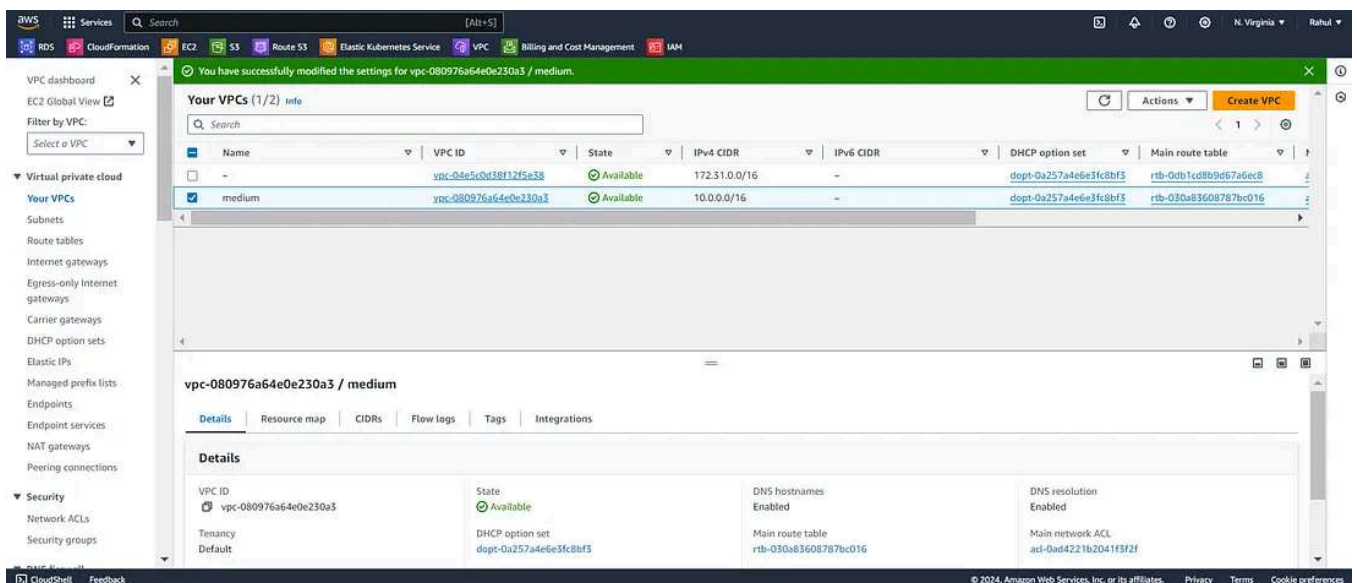 aws Services Search [Alt+S] N. Virginia Rahul
RDS CloudFormation EC2 S3 Route 53 Elastic Kubernetes Service VPC Billing and Cost Management IAM
VPC dashboard
EC2 Global View
Filter by VPC:
Select a VPC
Virtual private cloud
Your VPCs
Subnets
Route tables
Internet gateways
Egress-only Internet
gateways
Carrier gateways
DHCP option sets
Elastic IPs
Managed prefix lists
Endpoints
Endpoint services
NAT gateways
Peering connections
Security
Network ACLs
Security groups
You have successfully modified the settings for vpc-080976a64e0e230a3 / medium.
Your VPCs (1/2) Info
Actions Create VPC
Search
1
Name VPC ID State IPv4 CIDR IPv6 CIDR DHCP option set Main route table
- vpc-04e5c0d38f12f5e38 Available 172.31.0.0/16 - dopt-0a257a4e6e3fc8bf3 rtb-0db1cd8b9d67a6ec8
medium vpc-080976a64e0e230a3 Available 10.0.0.0/16 - dopt-0a257a4e6e3fc8bf3 rtb-030a83608787bc016
vpc-080976a64e0e230a3 / medium
Details Resource map CIDRs Flow logs Tags Integrations
Details
VPC ID State DNS hostnames DNS resolution
vpc-080976a64e0e230a3 Available Enabled Enabled
Tenancy DHCP option set Main route table Main network ACL
Default dopt-0a257a4e6e3fc8bf3 rtb-030a83608787bc016 acl-0ad4221b2041f3f2f
CloudShell Feedback © 2024, Amazon Web Services, Inc. or its affiliates. Privacy Terms Cookie preferences